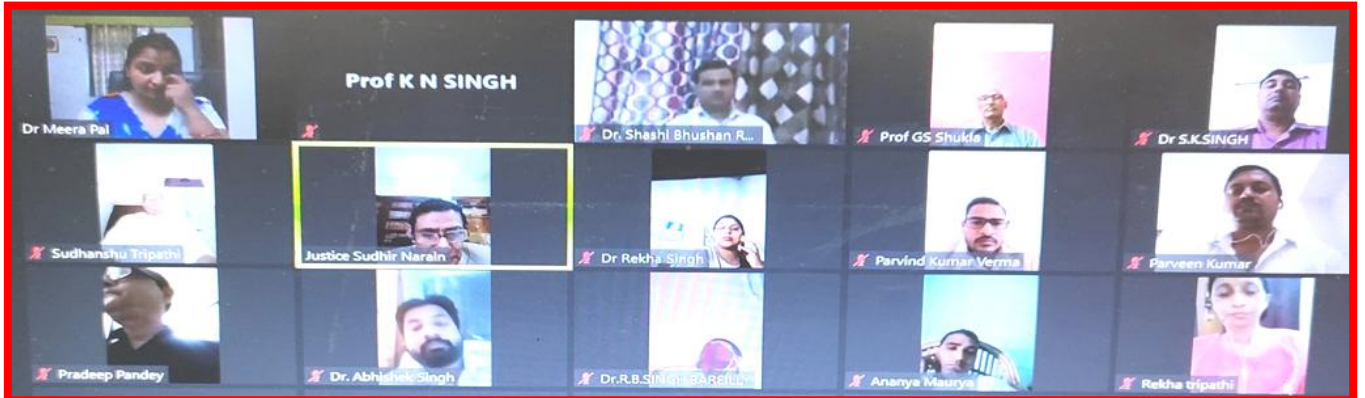 Dr Meera Pal
Prof K N SINGH
Dr. Shashi Bhushan R...
Prof GS Shukla
Dr S.K.SINGH
Sudhanshu Tripathi
Justice Sudhir Narain
Dr Rekha Singh
Parvind Kumar Verma
Parveen Kumar
Pradeep Pandey
Dr. Abhishek Singh
Dr.R.B.SINGH BAREILLY
Ananya Maurya
Rekha tripathi